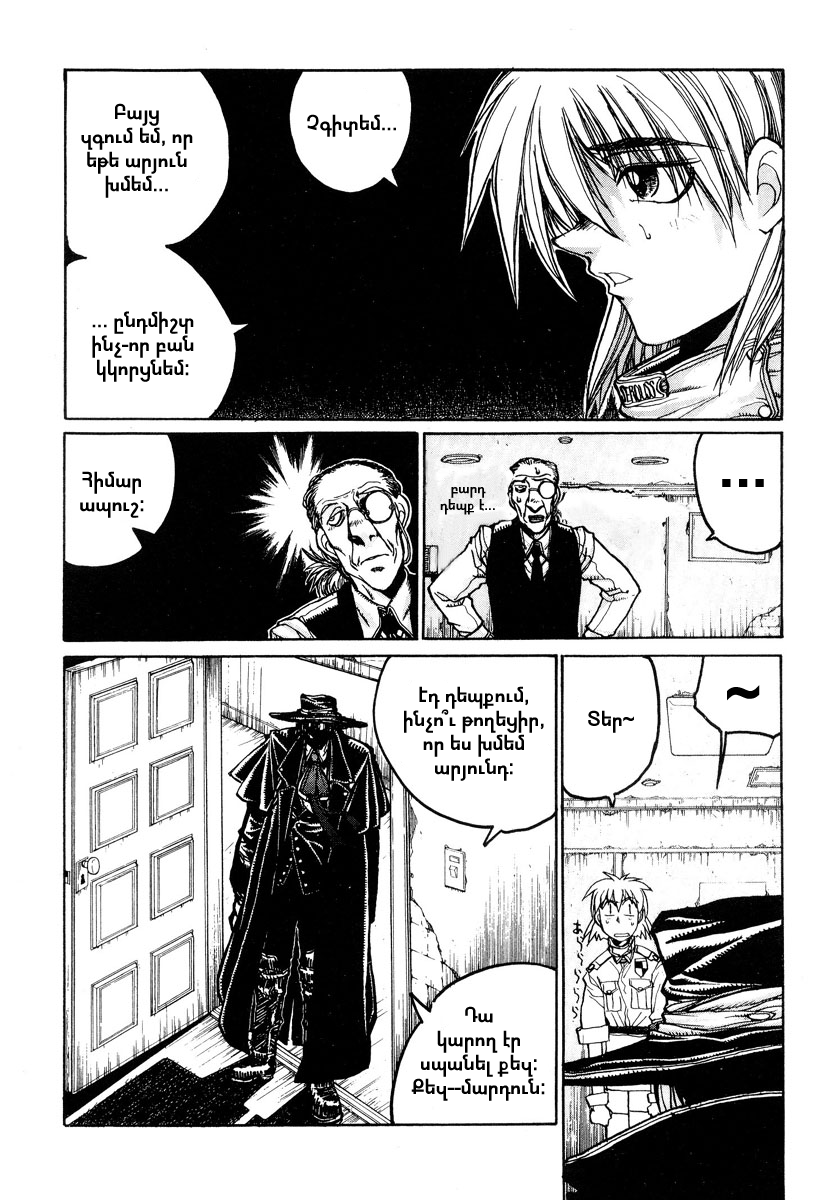 Չգիտեմ...
Բայց
զգում եմ, որ
եթե արյուն
խմեմ...
... ընդմիշտ
ինչ-որ բան
կկորցնեմ:
...
բարդ
դեպք է...
Հիմար
ապուշ:
~
Տեր~
էդ դեպքում,
ինչո՞ւ թողեցիր,
որ ես խմեմ
արյունդ:
Դա
կարող էր
սպանել քեզ:
Քեզ--մարդուն: